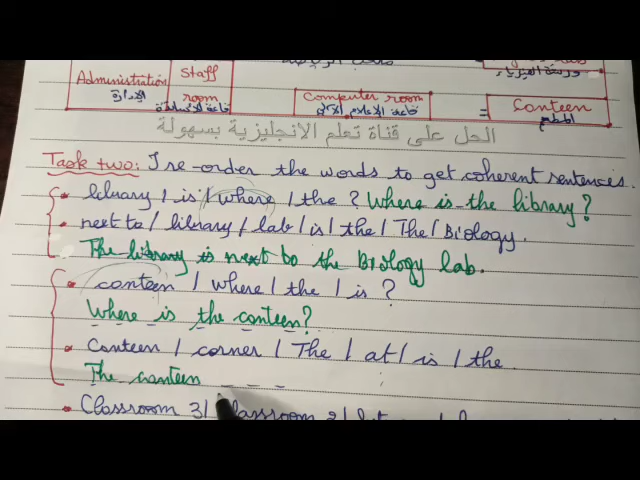 Administration
الإدارة
Staff room
قاعة الأساتذة
Computer room
قاعة الإعلام الآلي
=
Canteen
المطعم
الحل على قناة تعلم الانجليزية بسهولة
Task two: I re-order the words to get coherent sentences.
library / is / where / the ? Where is the library?
next to / library / lab / is / the / The / Biology.
The library is next to the Biology lab.
canteen / where / the / is ?
Where is the canteen?
Canteen / corner / The / at / is / the.
The canteen _ _ _
Classroom 3/ classroom 2/